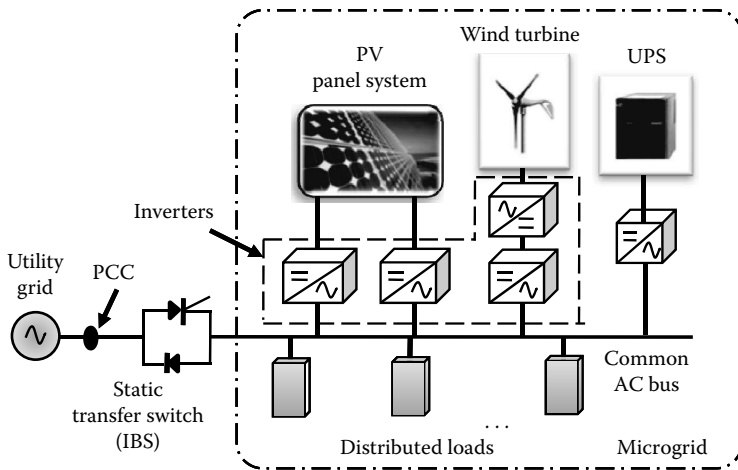 Wind turbine
PV
panel system
UPS
Inverters
Utility
grid
PCC
Static
transfer switch
(IBS)
Common
AC bus
...
Distributed loads
Microgrid